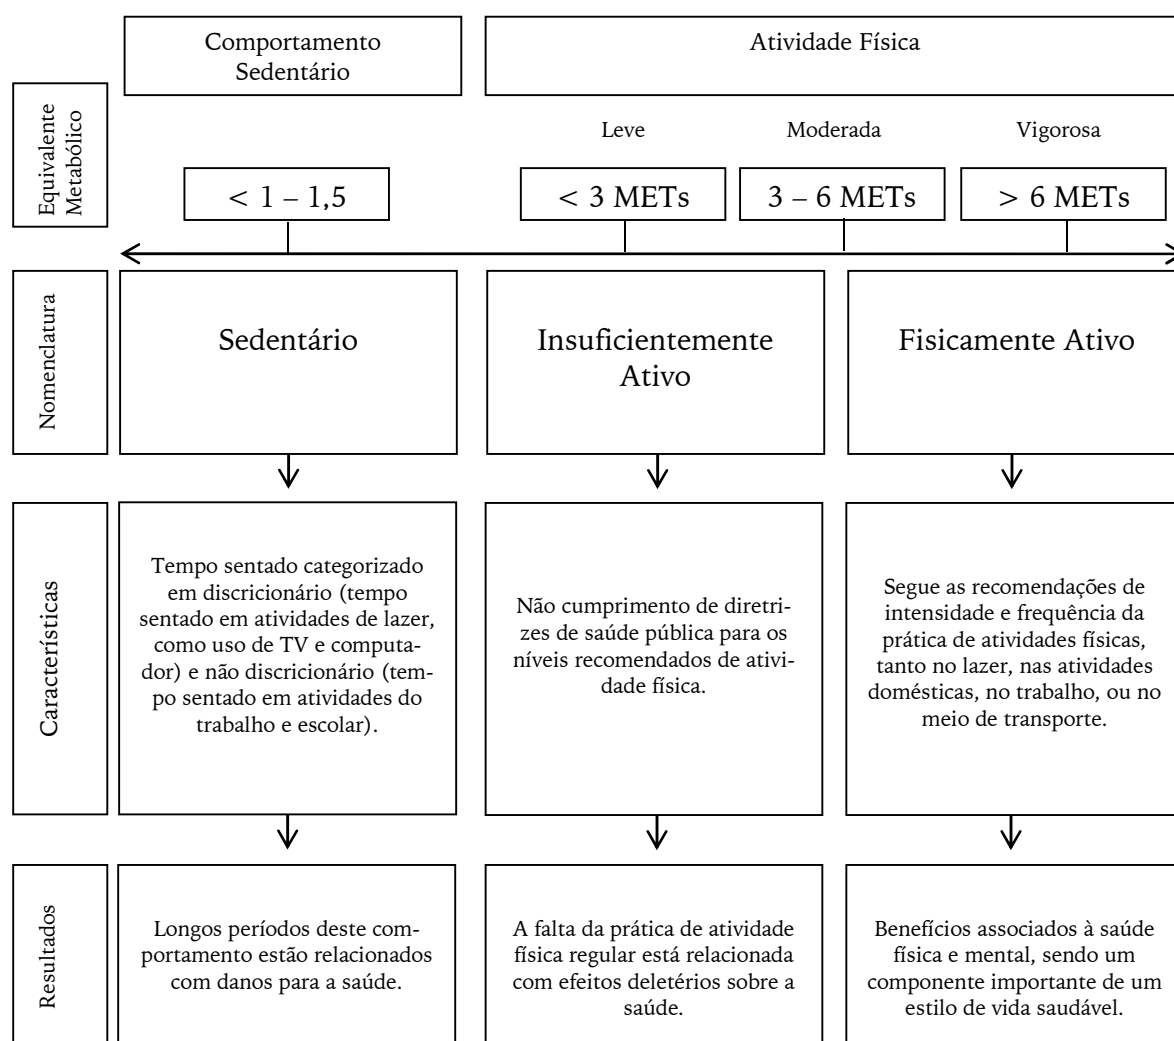 Comportamento
Sedentário
Atividade Física
Equivalente
Metabólico
Leve
Moderada
Vigorosa
< 1 – 1,5
< 3 METs
3 – 6 METs
> 6 METs
Nomenclatura
Sedentário
Insuficientemente
Ativo
Fisicamente Ativo
Características
Tempo sentado categorizado
em discricionário (tempo
sentado em atividades de lazer,
como uso de TV e computa-
dor) e não discricionário (tem-
po sentado em atividades do
trabalho e escolar).
Não cumprimento de diretri-
zes de saúde pública para os
níveis recomendados de ativi-
dade física.
Segue as recomendações de
intensidade e frequência da
prática de atividades físicas,
tanto no lazer, nas atividades
domésticas, no trabalho, ou no
meio de transporte.
Resultados
Longos períodos deste com-
portamento estão relacionados
com danos para a saúde.
A falta da prática de atividade
física regular está relacionada
com efeitos deletérios sobre a
saúde.
Benefícios associados à saúde
física e mental, sendo um
componente importante de um
estilo de vida saudável.